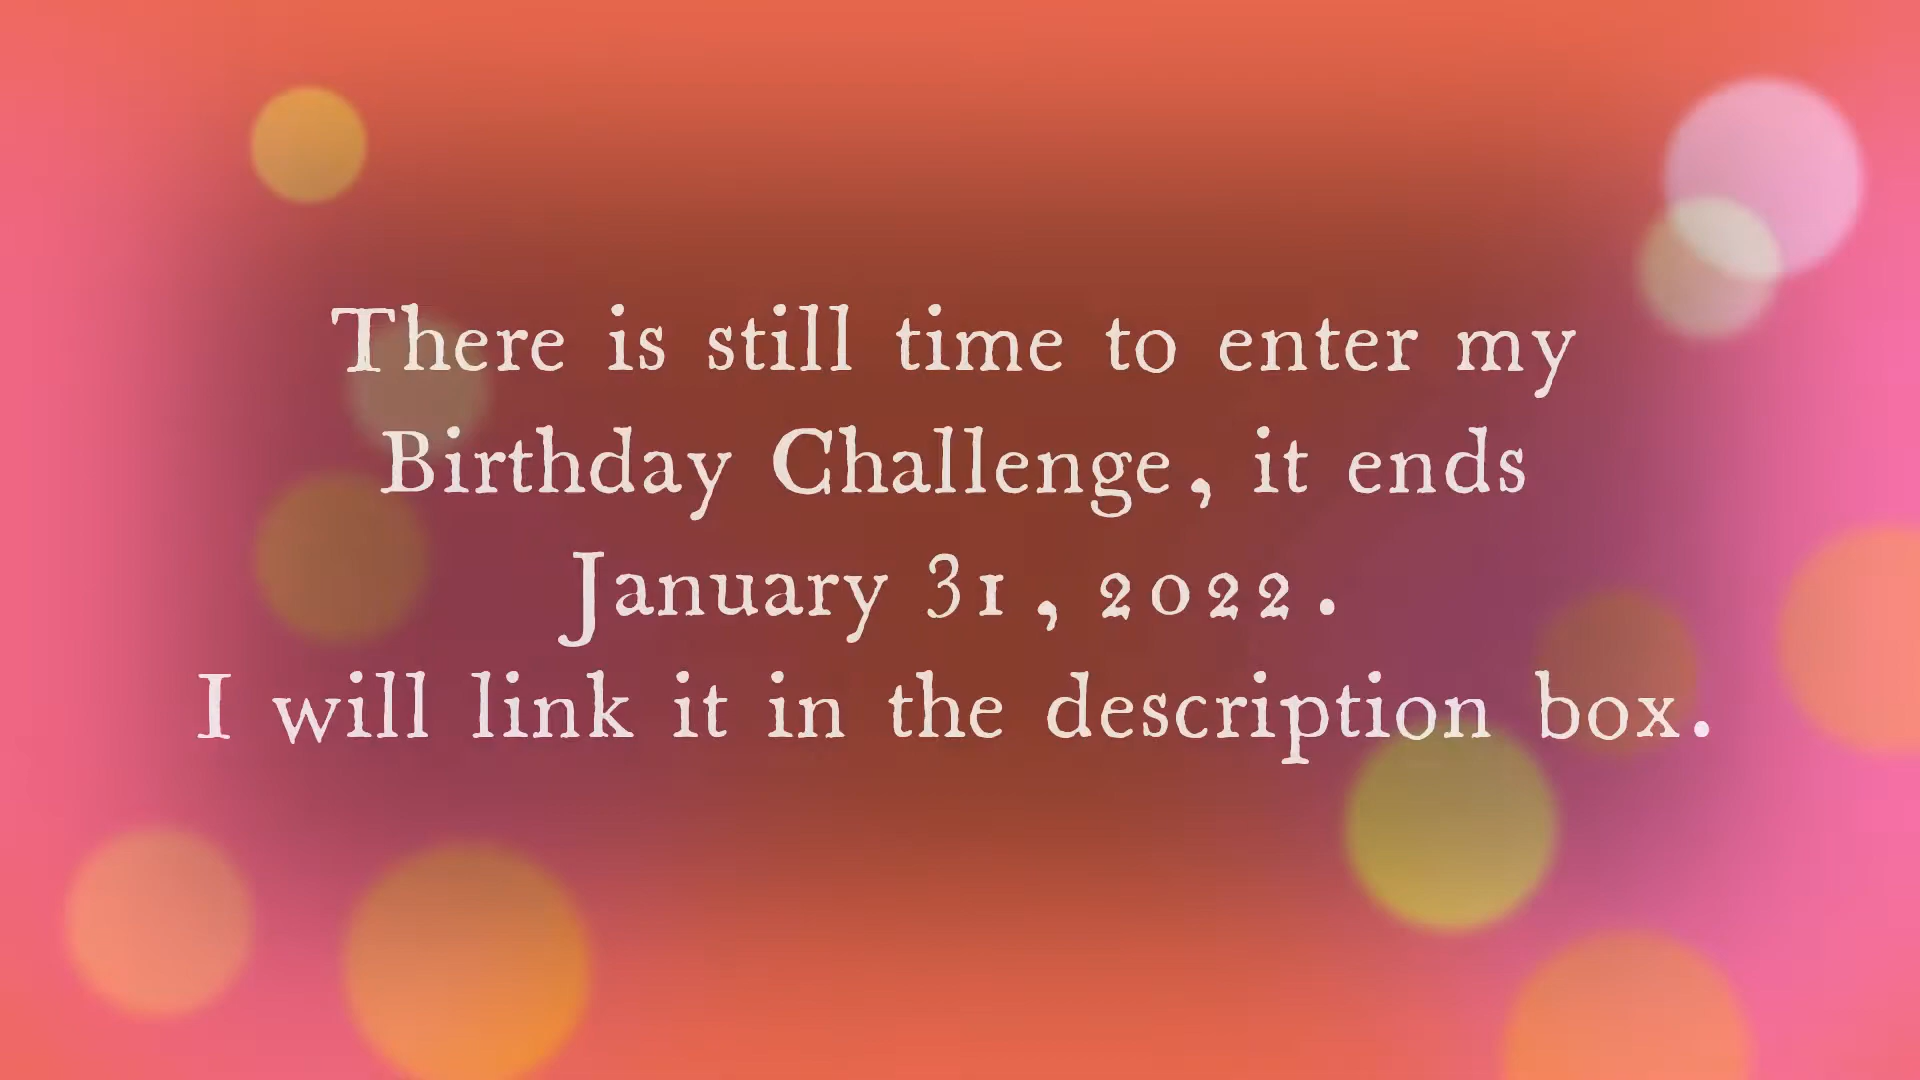 There is still time to enter my
Birthday Challenge, it ends
January 31, 2022.
I will link it in the description box.